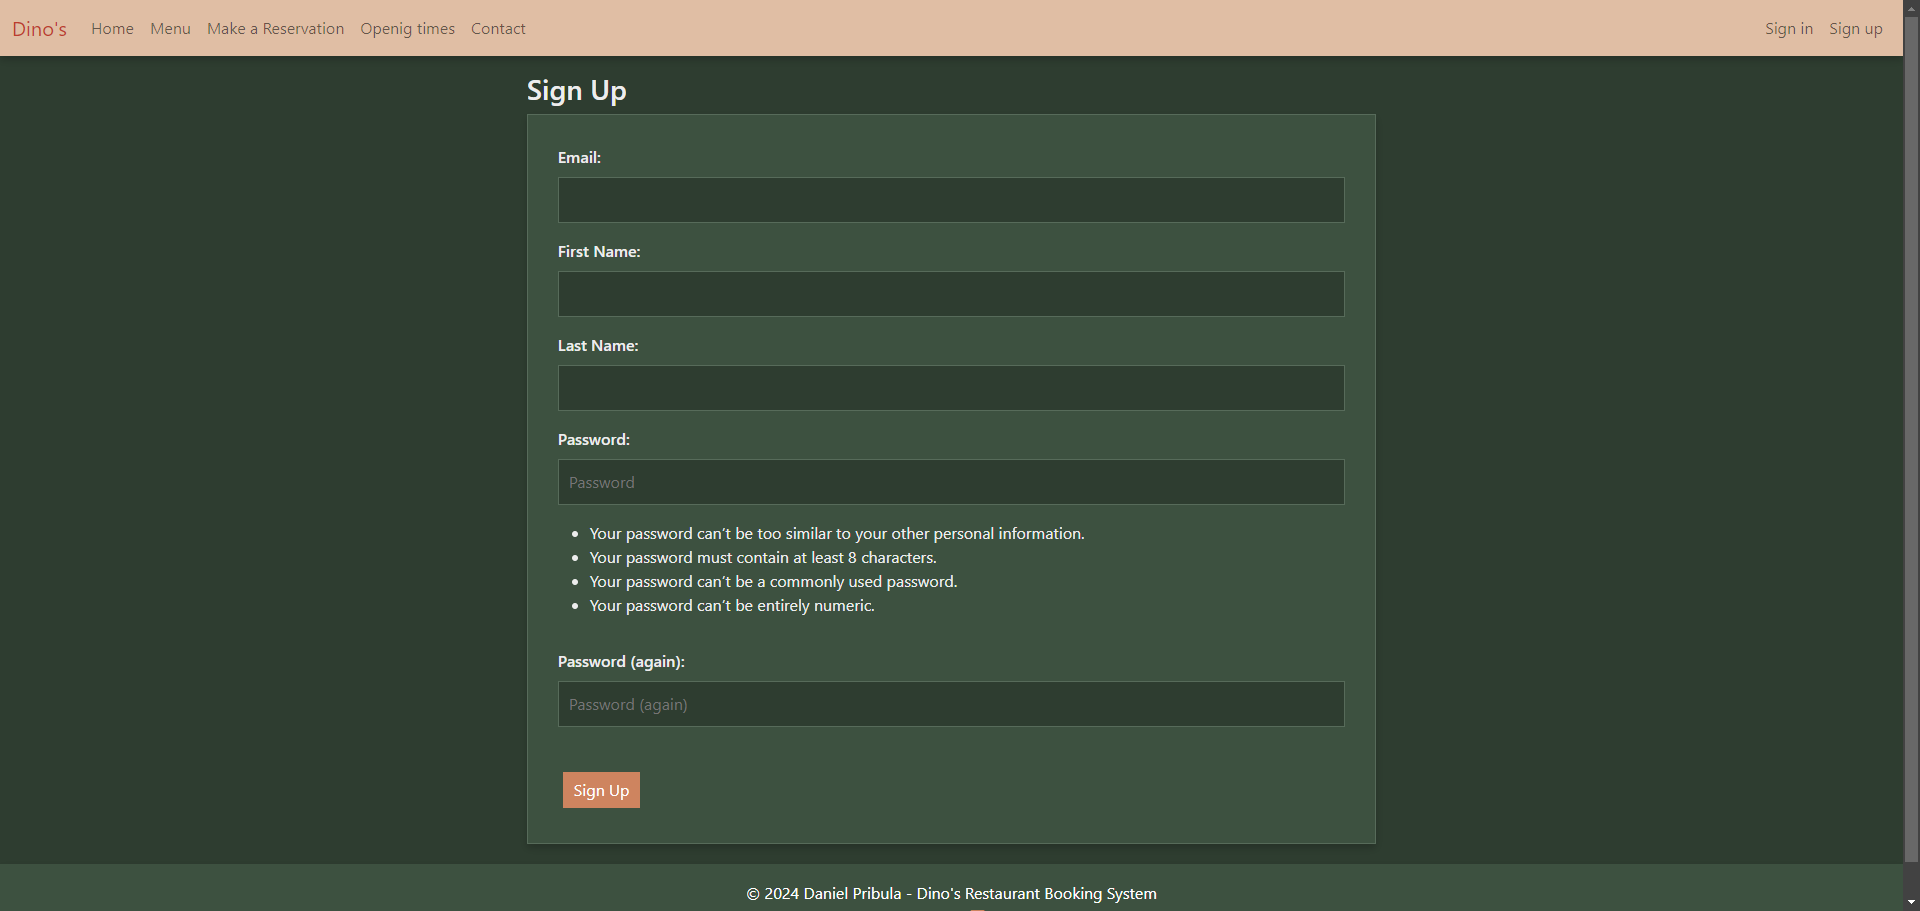 Dino's Home Menu Make a Reservation Openig times Contact Sign in Sign up
Sign Up
Email:
First Name:
Last Name:
Password:
Password
• Your password can’t be too similar to your other personal information.
• Your password must contain at least 8 characters.
• Your password can’t be a commonly used password.
• Your password can’t be entirely numeric.
Password (again):
Password (again)
Sign Up
© 2024 Daniel Pribula - Dino's Restaurant Booking System